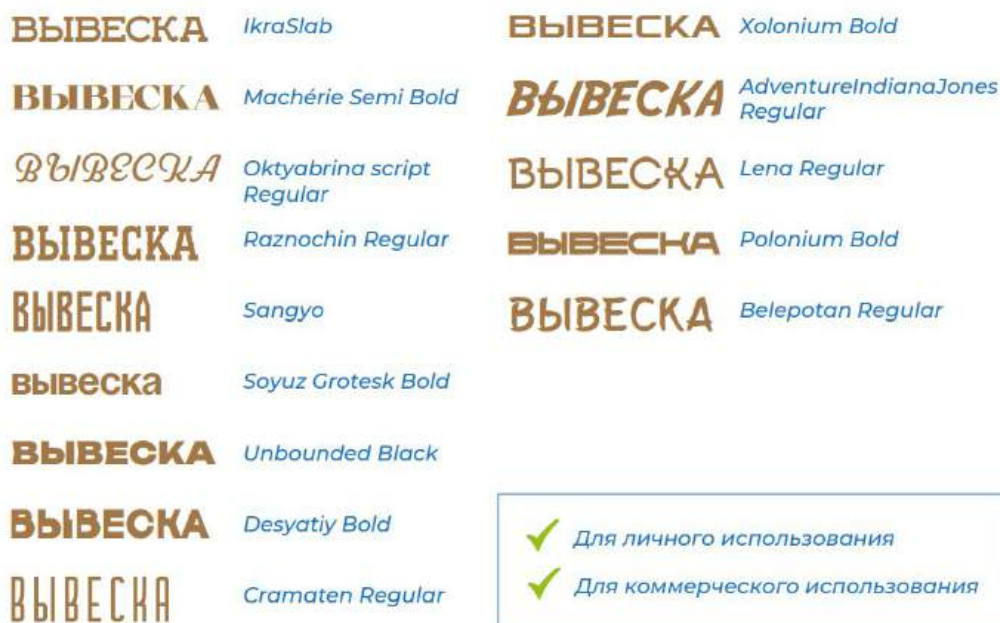 ВЫВЕСКА IkraSlab
ВЫВЕСКА Machérie Semi Bold
ВЫВЕСКА Oktyabrina script
Regular
ВЫВЕСКА Raznochin Regular
ВЫВЕСКА Sangyo
вывеска Soyuz Grotesk Bold
ВЫВЕСКА Unbounded Black
ВЫВЕСКА Desyatiy Bold
ВЫВЕСКА Cramaten Regular
ВЫВЕСКА Xolonium Bold
ВЫВЕСКА AdventureIndianaJones
Regular
ВЫВЕСКА Lena Regular
ВЫВЕСКА Polonium Bold
ВЫВЕСКА Belepotan Regular
Для личного использования
Для коммерческого использования